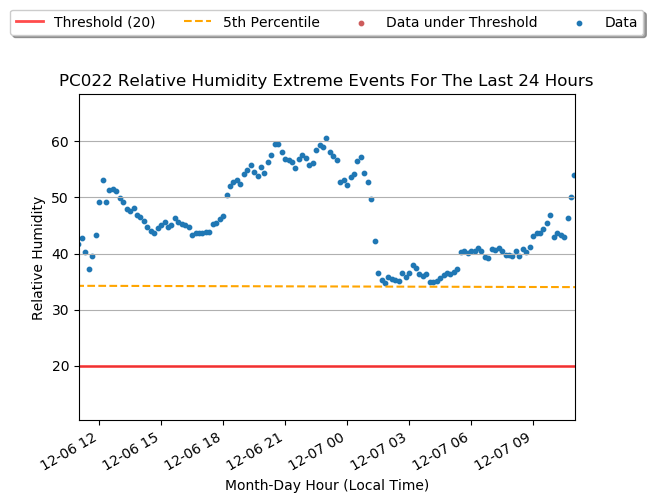 Threshold (20) 5th Percentile Data under Threshold Data
PC022 Relative Humidity Extreme Events For The Last 24 Hours
60
50
40
30
20
Relative Humidity
12-06 12 12-06 15 12-06 18 12-06 21 12-07 00 12-07 03 12-07 06 12-07 09
Month-Day Hour (Local Time)